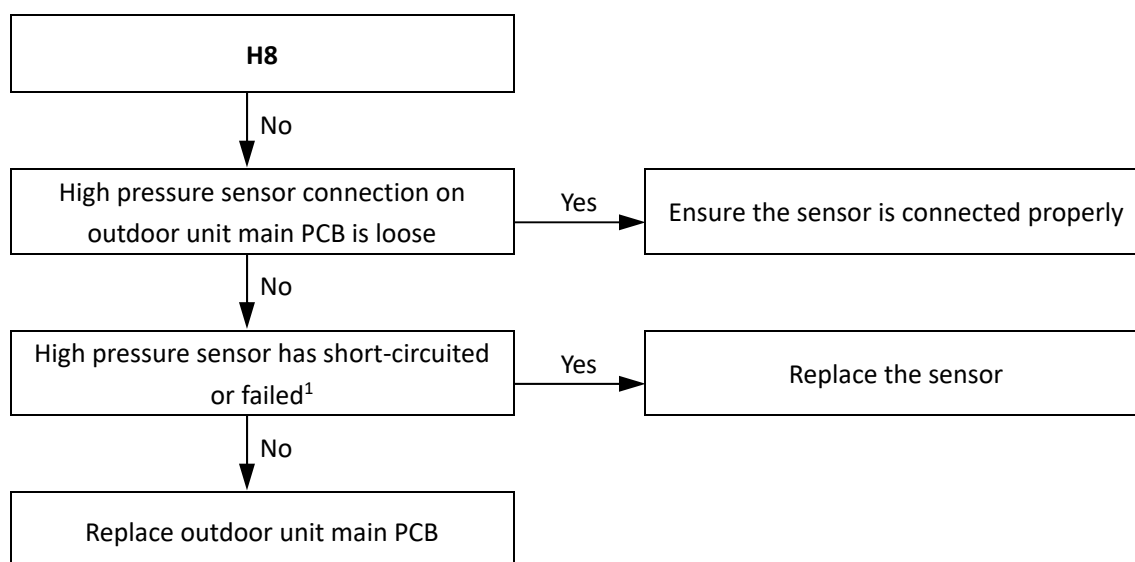 H8
No
High pressure sensor connection on
outdoor unit main PCB is loose
Yes
Ensure the sensor is connected properly
No
High pressure sensor has short-circuited
or failed¹
Yes
Replace the sensor
No
Replace outdoor unit main PCB